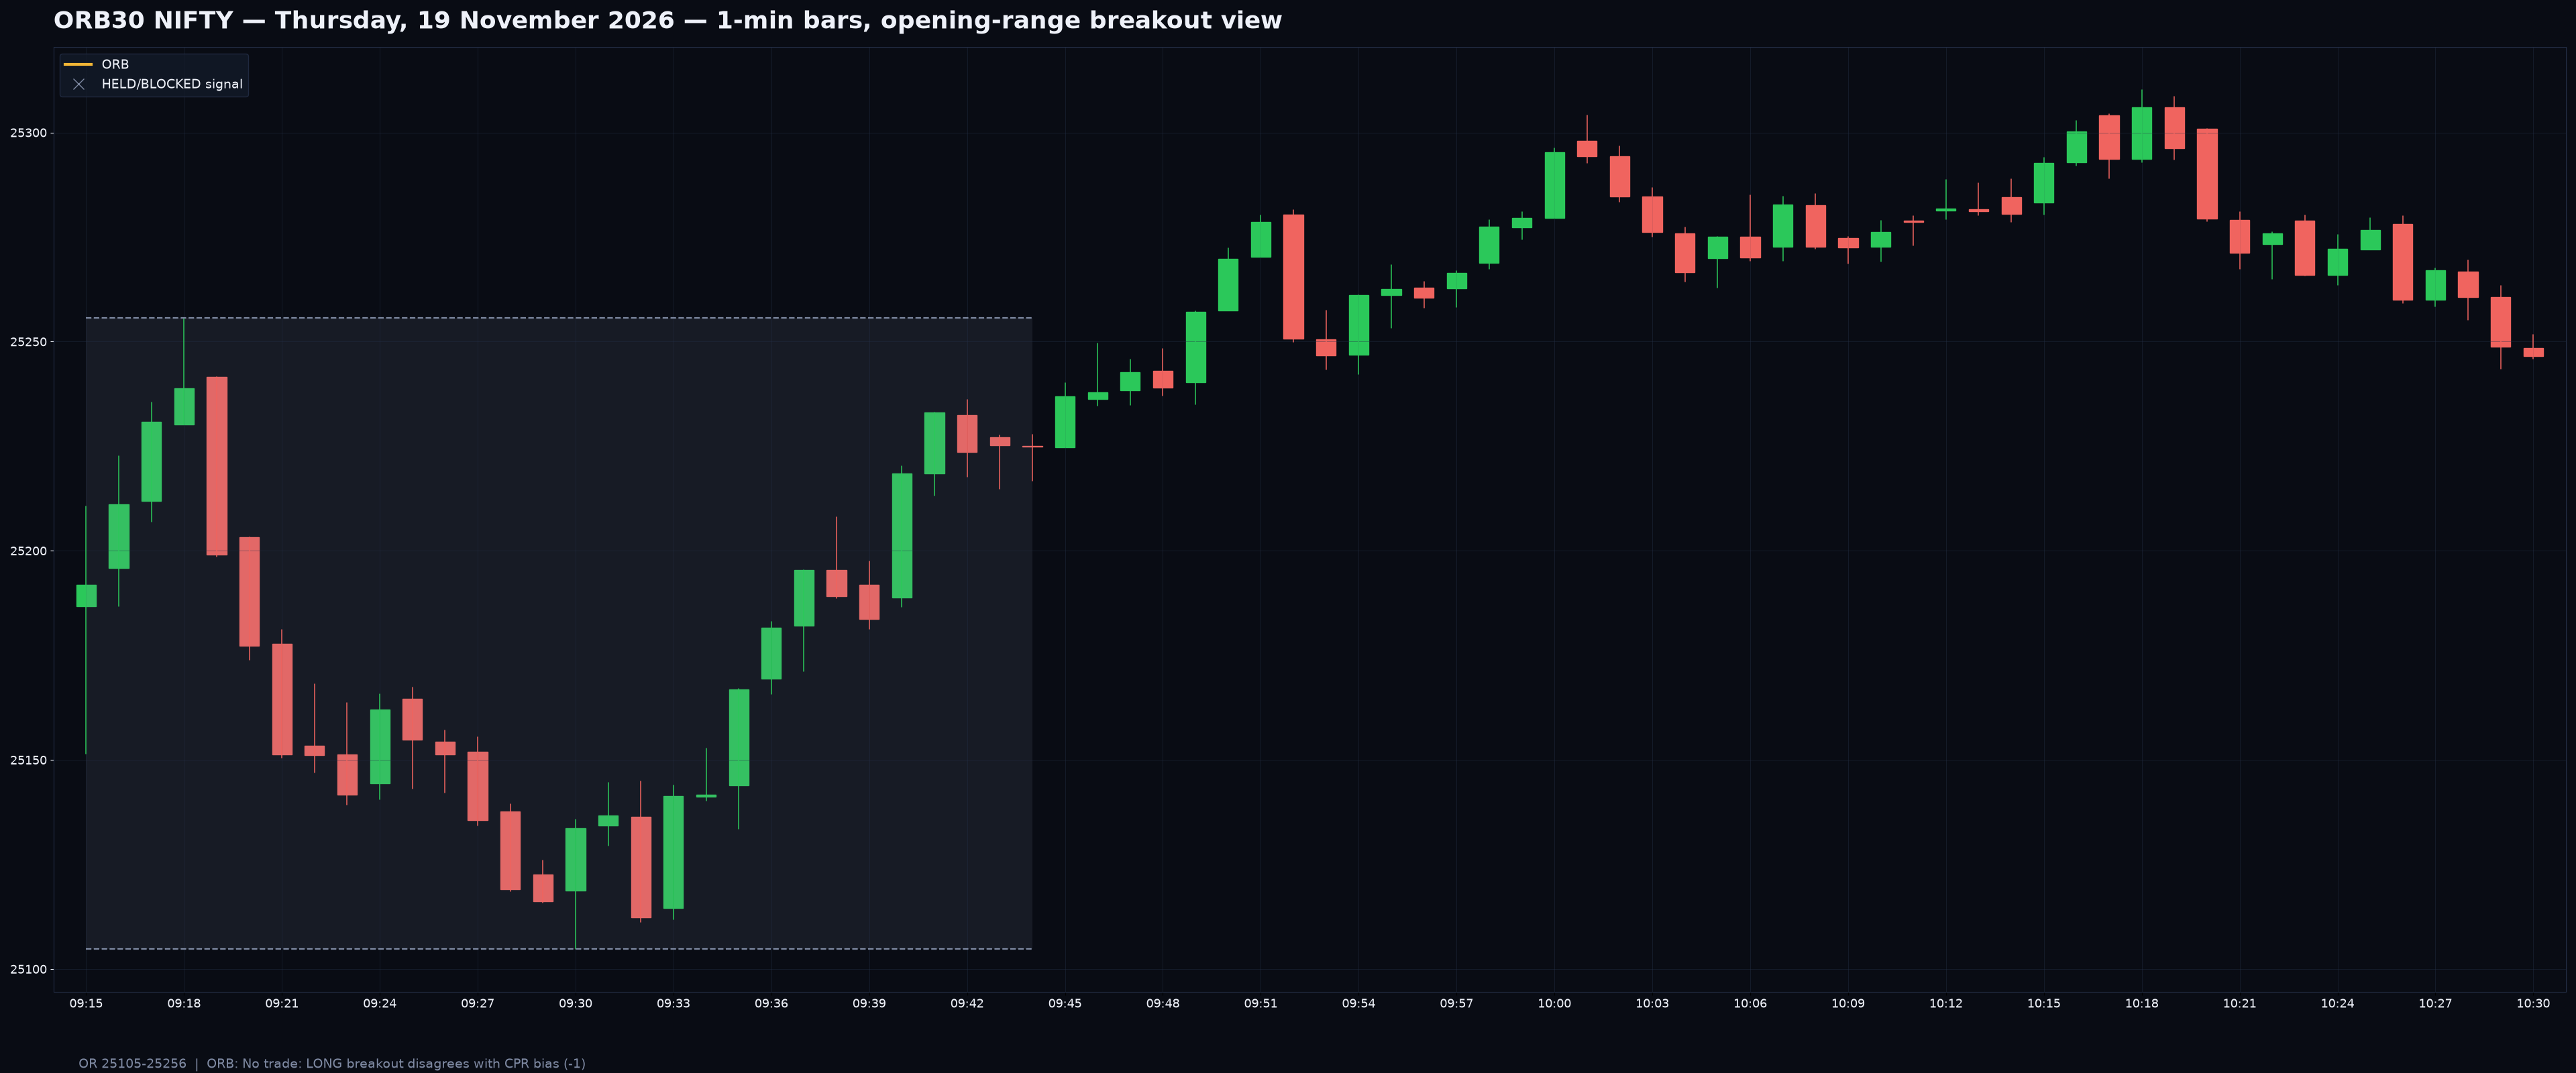 ORB30 NIFTY — Thursday, 19 November 2026 — 1-min bars, opening-range breakout view
ORB
HELD/BLOCKED signal
25300
25250
25200
25150
25100
09:15 09:18 09:21 09:24 09:27 09:30 09:33 09:36 09:39 09:42 09:45 09:48 09:51 09:54 09:57 10:00 10:03 10:06 10:09 10:12 10:15 10:18 10:21 10:24 10:27 10:30
OR 25105-25256 | ORB: No trade: LONG breakout disagrees with CPR bias (-1)